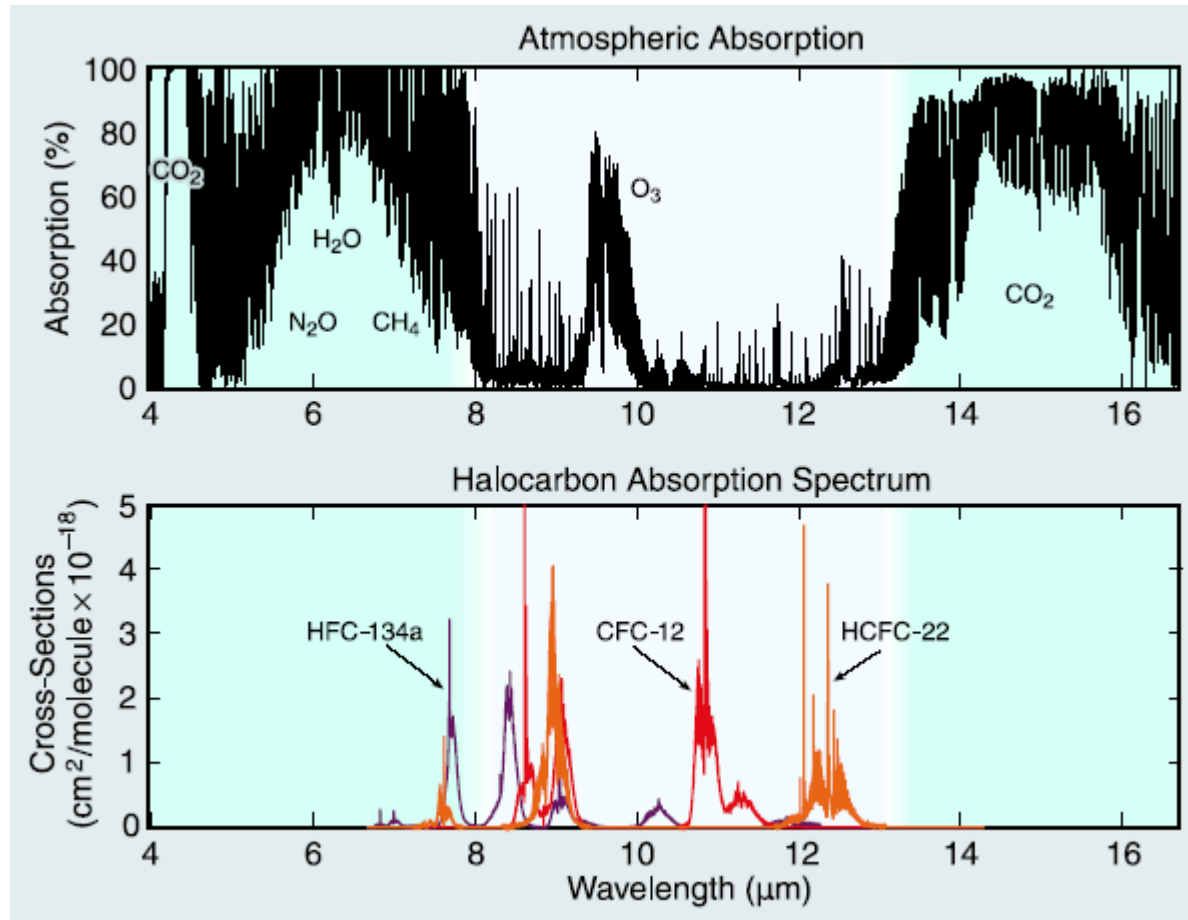 Atmospheric Absorption
Absorption (%)
100
80
60
40
20
0
CO₂
H₂O
N₂O CH₄
O₃
CO₂
4 6 8 10 12 14 16
Halocarbon Absorption Spectrum
Cross-Sections
(cm²/molecule × 10⁻¹⁸)
5
4
3
2
1
0
HFC-134a
CFC-12
HCFC-22
4 6 8 10 12 14 16
Wavelength (µm)